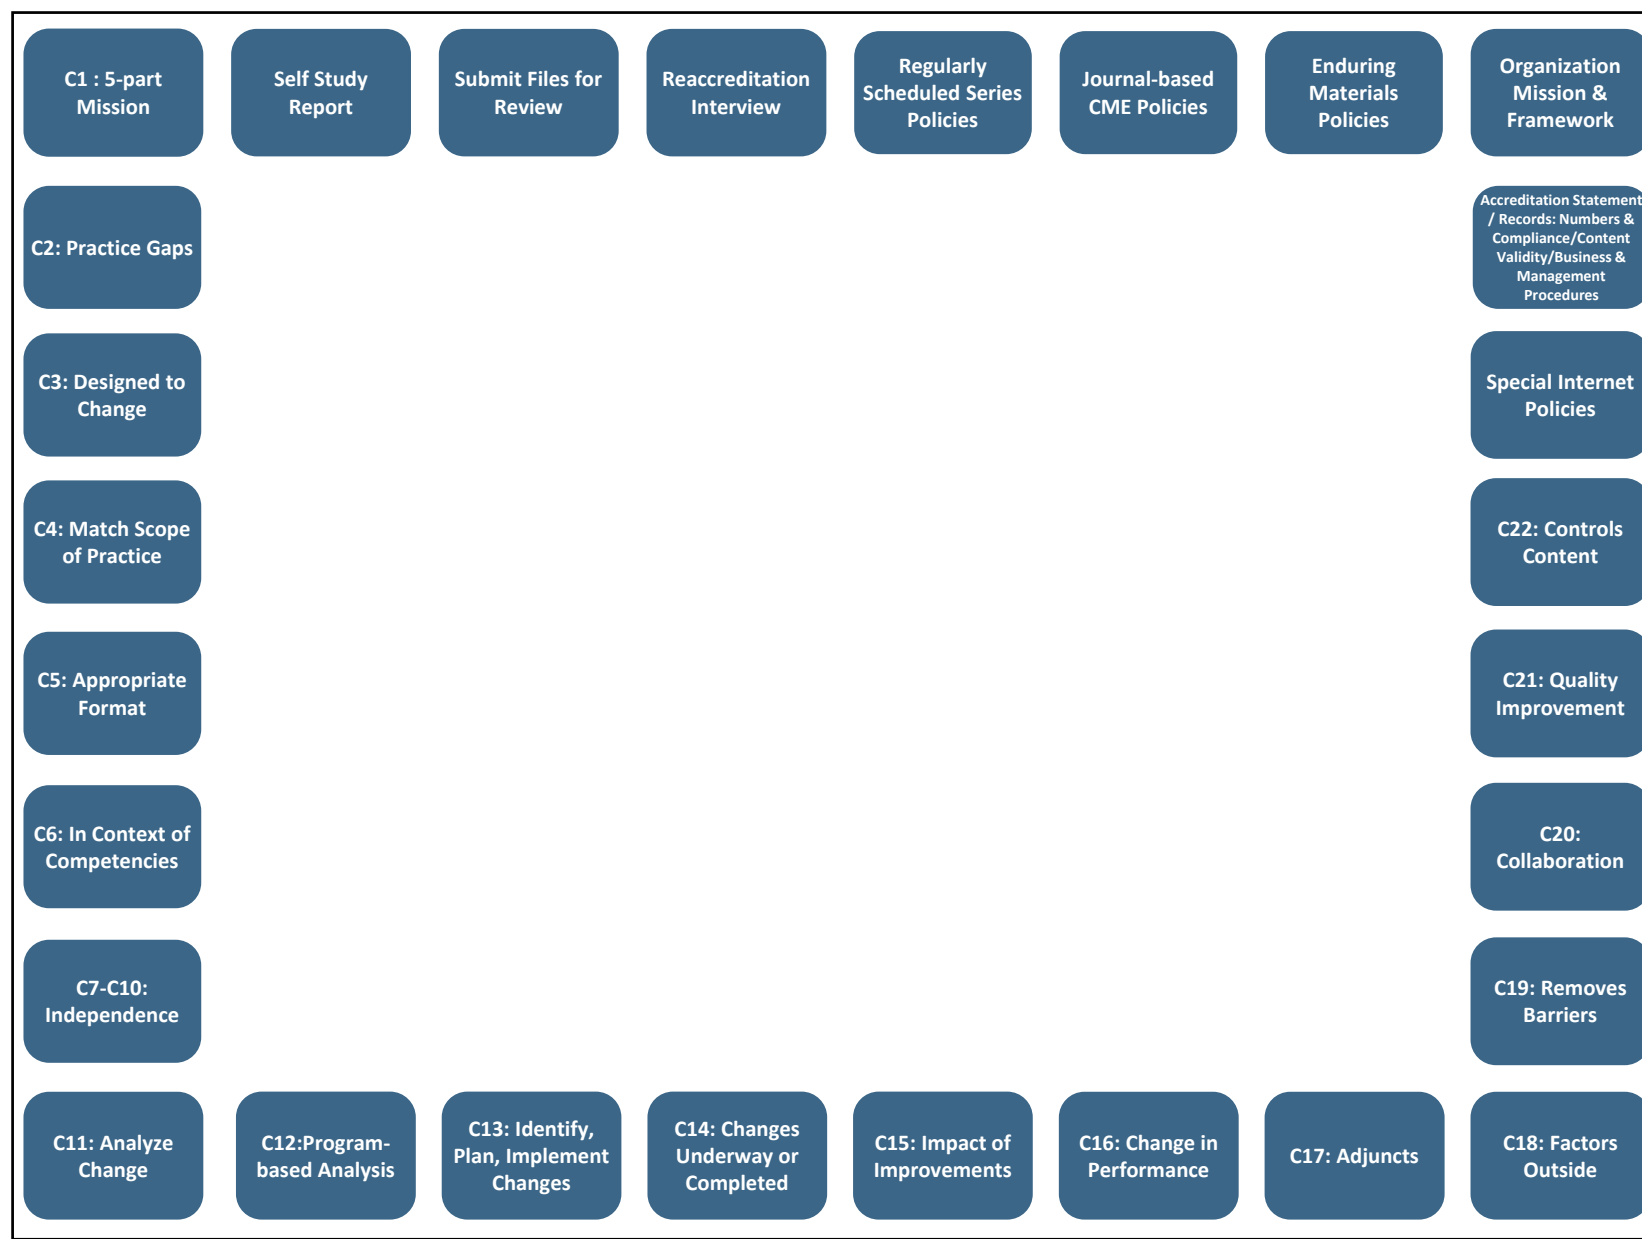 C1 : 5-part
Mission
Self Study
Report
Submit Files for
Review
Reaccreditation
Interview
Regularly
Scheduled Series
Policies
Journal-based
CME Policies
Enduring
Materials
Policies
Organization
Mission &
Framework
C2: Practice Gaps
Accreditation Statement
/ Records: Numbers &
Compliance/Content
Validity/Business &
Management
Procedures
C3: Designed to
Change
Special Internet
Policies
C4: Match Scope
of Practice
C22: Controls
Content
C5: Appropriate
Format
C21: Quality
Improvement
C6: In Context of
Competencies
C20:
Collaboration
C7-C10:
Independence
C19: Removes
Barriers
C11: Analyze
Change
C12:Program-
based Analysis
C13: Identify,
Plan, Implement
Changes
C14: Changes
Underway or
Completed
C15: Impact of
Improvements
C16: Change in
Performance
C17: Adjuncts
C18: Factors
Outside